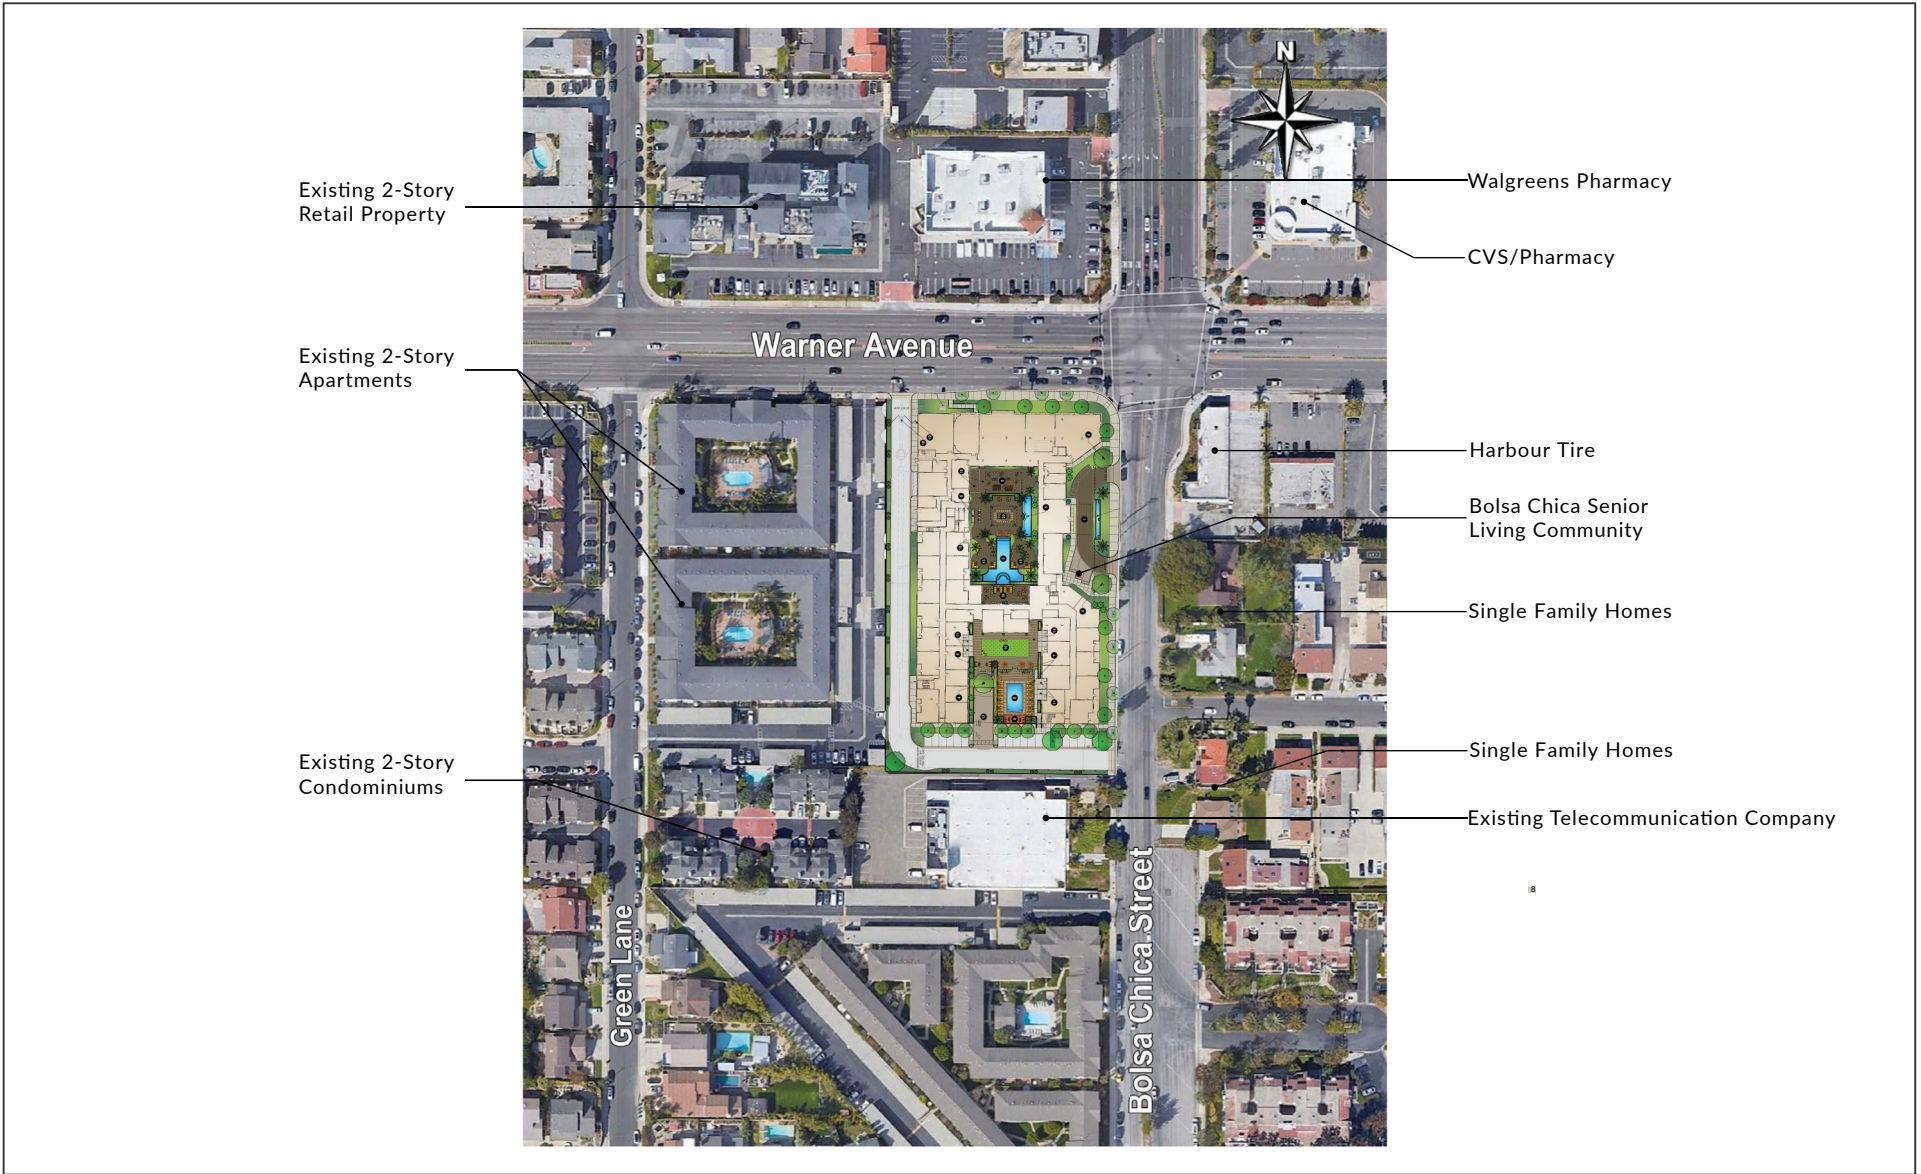 N
Existing 2-Story
Retail Property
Walgreens Pharmacy
CVS/Pharmacy
Warner Avenue
Existing 2-Story
Apartments
Harbour Tire
Bolsa Chica Senior
Living Community
Single Family Homes
Existing 2-Story
Condominiums
Single Family Homes
Existing Telecommunication Company
8
Green Lane
Bolsa Chica Street